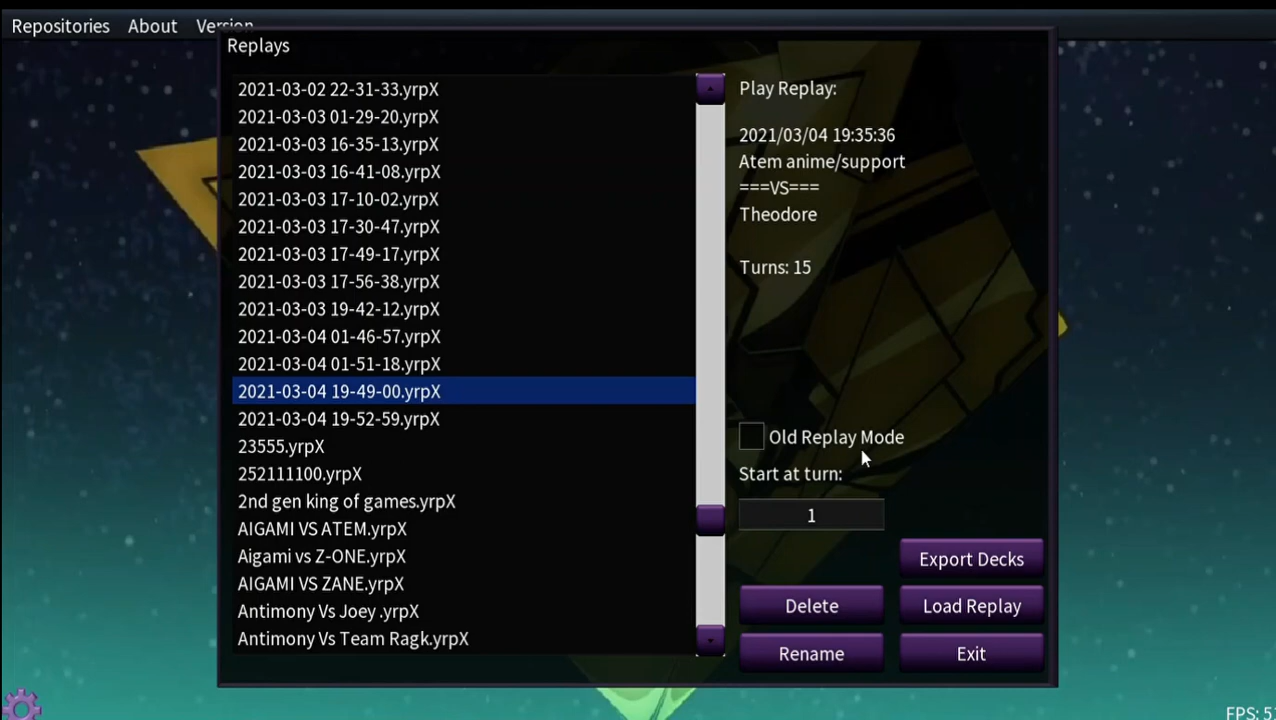 Repositories About Version
Replays
2021-03-02 22-31-33.yrpX
2021-03-03 01-29-20.yrpX
2021-03-03 16-35-13.yrpX
2021-03-03 16-41-08.yrpX
2021-03-03 17-10-02.yrpX
2021-03-03 17-30-47.yrpX
2021-03-03 17-49-17.yrpX
2021-03-03 17-56-38.yrpX
2021-03-03 19-42-12.yrpX
2021-03-04 01-46-57.yrpX
2021-03-04 01-51-18.yrpX
2021-03-04 19-49-00.yrpX
2021-03-04 19-52-59.yrpX
23555.yrpX
252111100.yrpX
2nd gen king of games.yrpX
AIGAMI VS ATEM.yrpX
Aigami vs Z-ONE.yrpX
AIGAMI VS ZANE.yrpX
Antimony Vs Joey .yrpX
Antimony Vs Team Ragk.yrpX
Play Replay:
2021/03/04 19:35:36
Atem anime/support
===VS===
Theodore
Turns: 15
Old Replay Mode
Start at turn:
1
Export Decks
Delete
Load Replay
Rename
Exit
FPS: